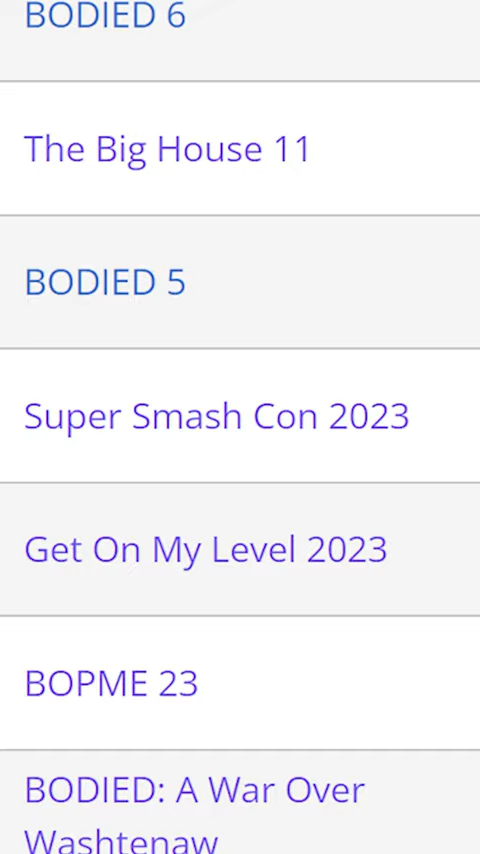 BODIED 6
The Big House 11
BODIED 5
Super Smash Con 2023
Get On My Level 2023
BOPME 23
BODIED: A War Over
Washtenaw